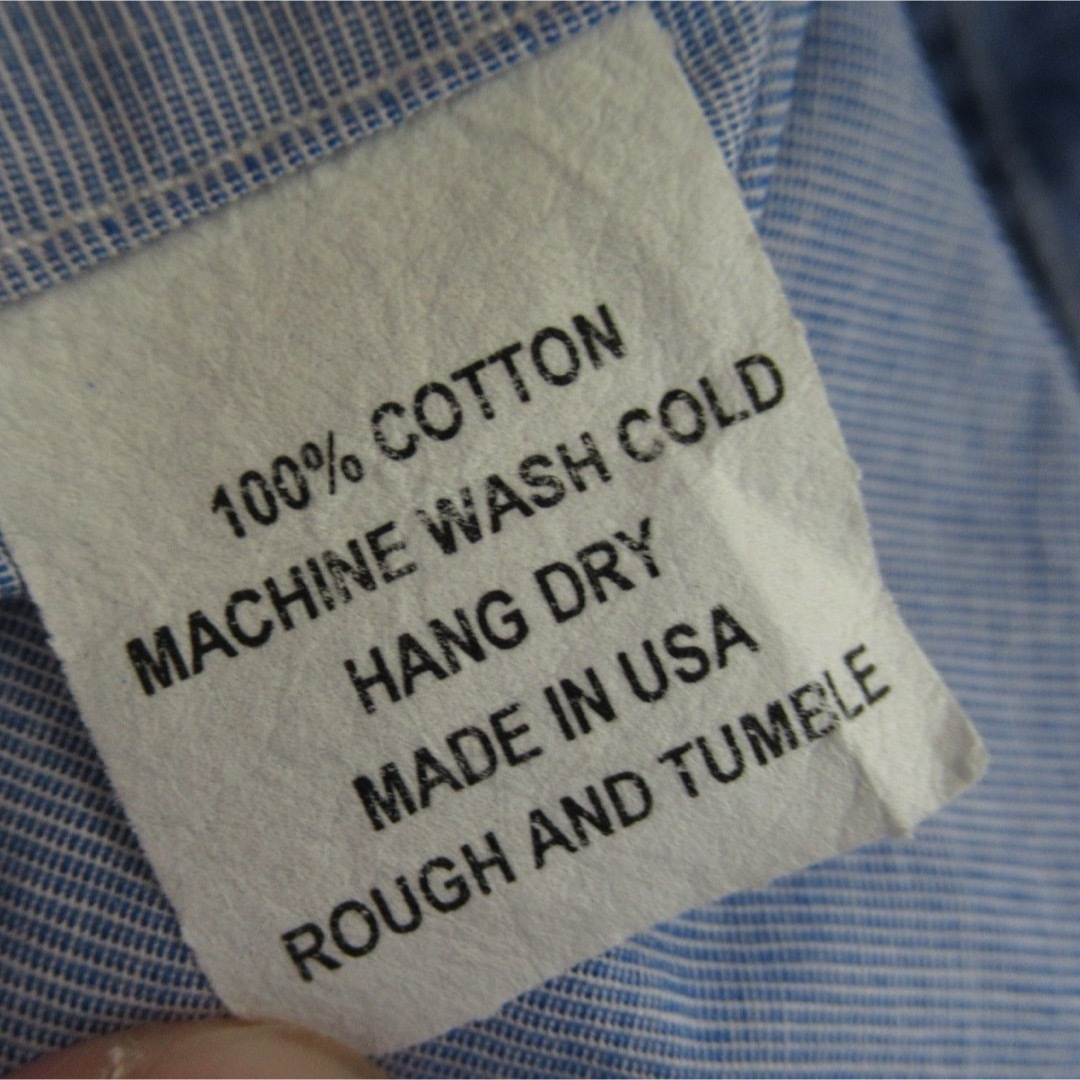 100% COTTON
MACHINE WASH COLD
HANG DRY
MADE IN USA
ROUGH AND TUMBLE